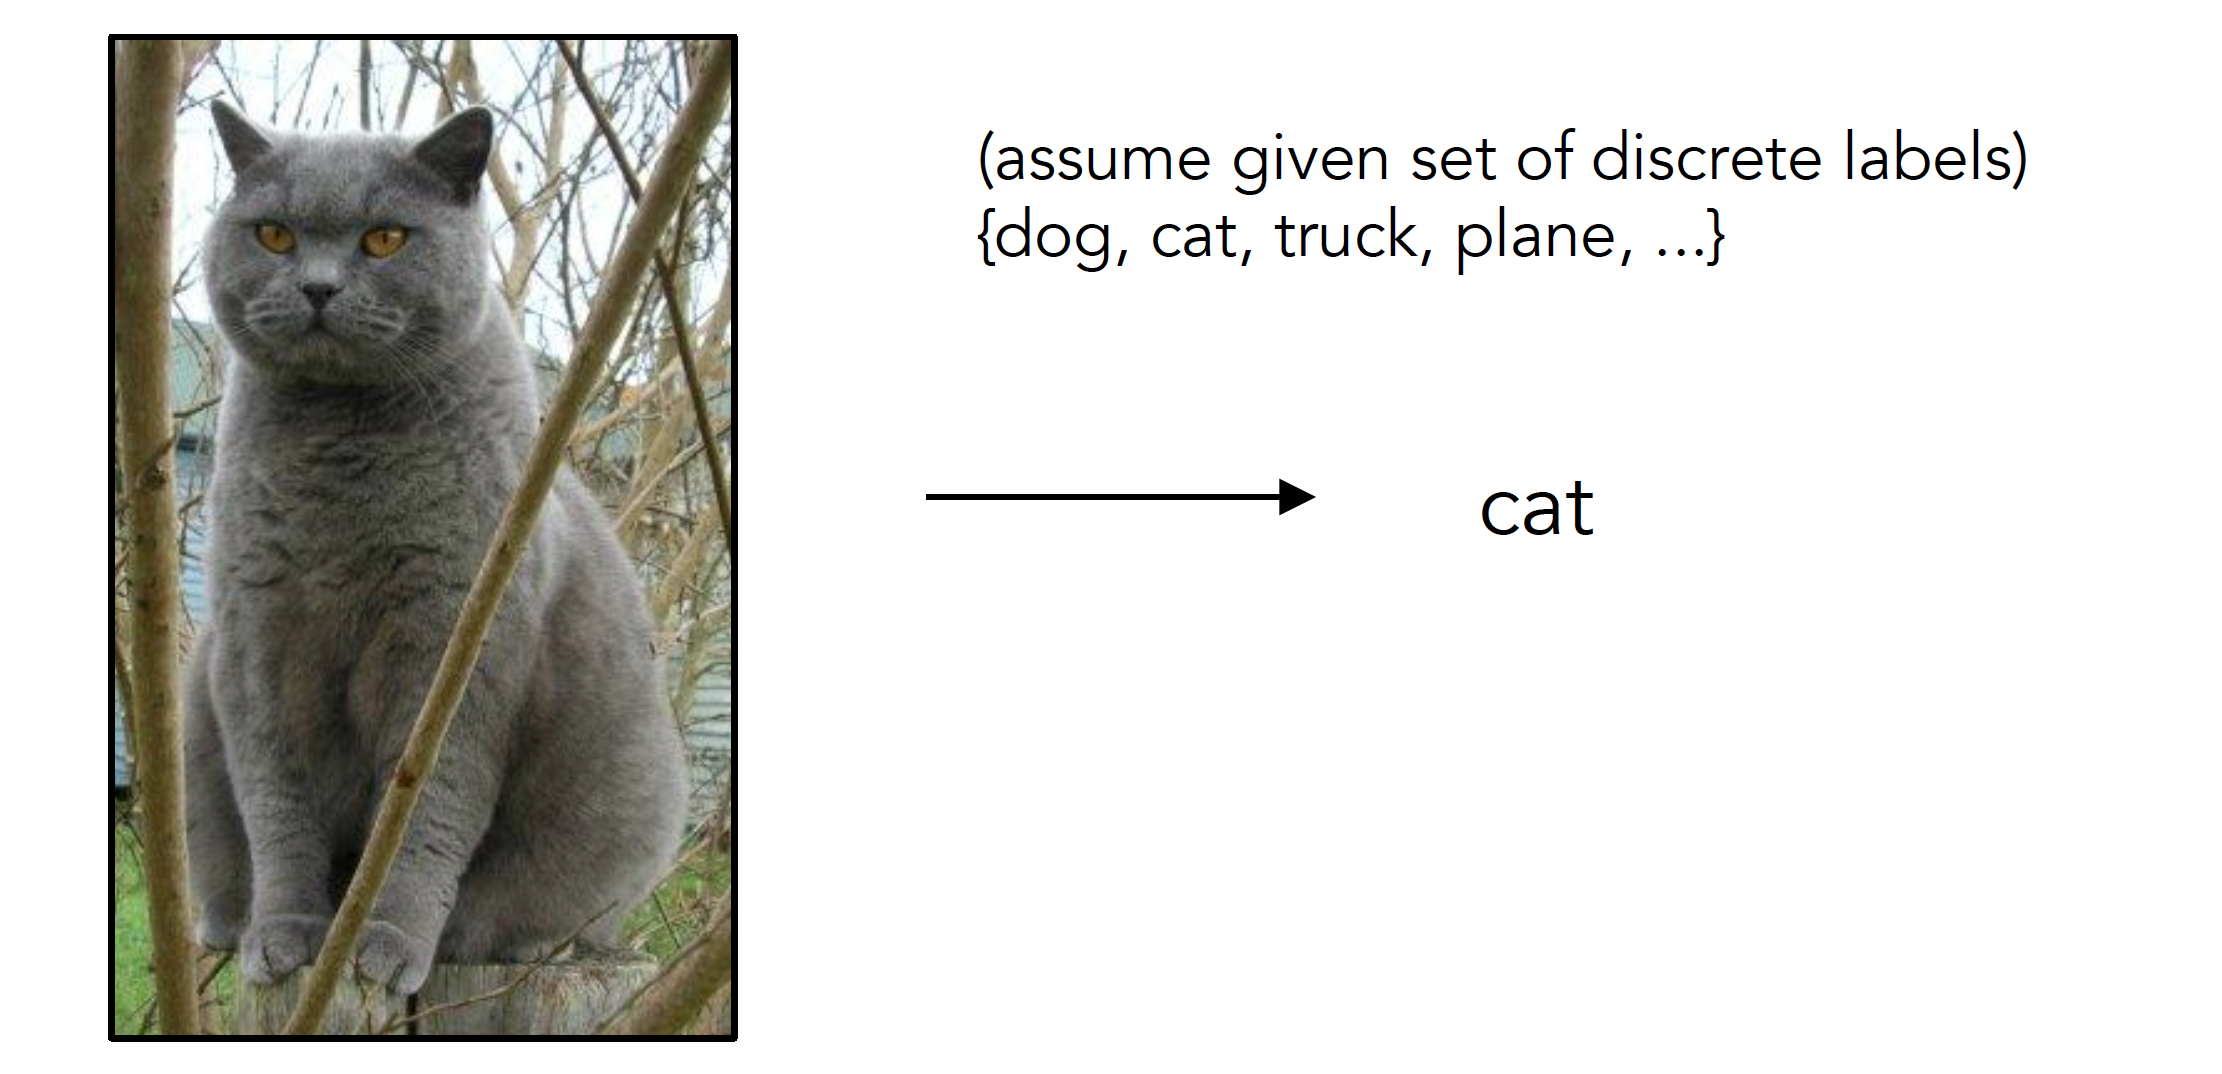 (assume given set of discrete labels)
{dog, cat, truck, plane, ...}
cat